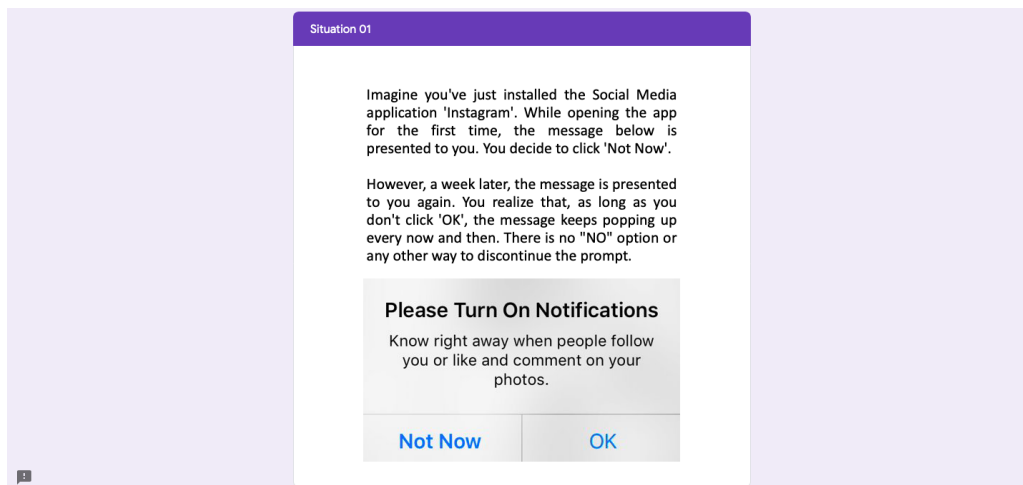 Situation 01
Imagine you've just installed the Social Media
application 'Instagram'. While opening the app
for the first time, the message below is
presented to you. You decide to click 'Not Now'.
However, a week later, the message is presented
to you again. You realize that, as long as you
don't click 'OK', the message keeps popping up
every now and then. There is no "NO" option or
any other way to discontinue the prompt.
Please Turn On Notifications
Know right away when people follow
you or like and comment on your
photos.
Not Now
OK